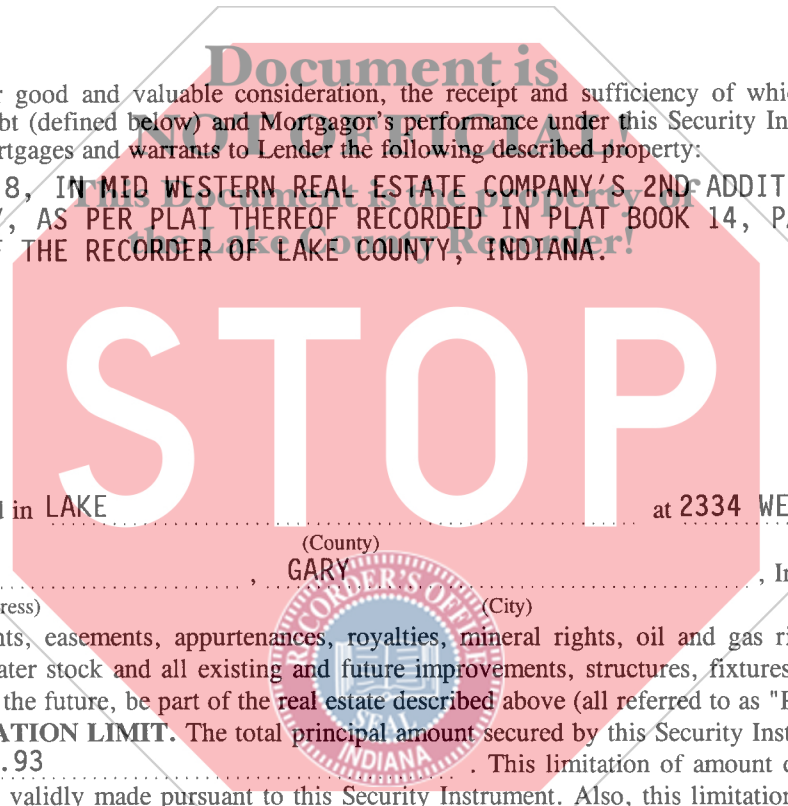 Document is
r good and valuable consideration, the receipt and sufficiency of whi
bt (defined below) and Mortgagor's performance under this Security In
NOT OFFICIAL!
rtgages and warrants to Lender the following described property:
8, IN MID WESTERN REAL ESTATE COMPANY'S 2ND ADDIT
This Document is the property of
, AS PER PLAT THEREOF RECORDED IN PLAT BOOK 14, PA
the Lake County Recorder!
THE RECORDER OF LAKE COUNTY, INDIANA.
STOP
d in LAKE at 2334 WE
(County)
, GARY , In
ress) (City)
nts, easements, appurtenances, royalties, mineral rights, oil and gas ri
ater stock and all existing and future improvements, structures, fixtures
the future, be part of the real estate described above (all referred to as "P
ATION LIMIT. The total principal amount secured by this Security Inst
.93 . This limitation of amount d
validly made pursuant to this Security Instrument. Also, this limitation
RECORDER'S OFFICE
SEAL
INDIANA